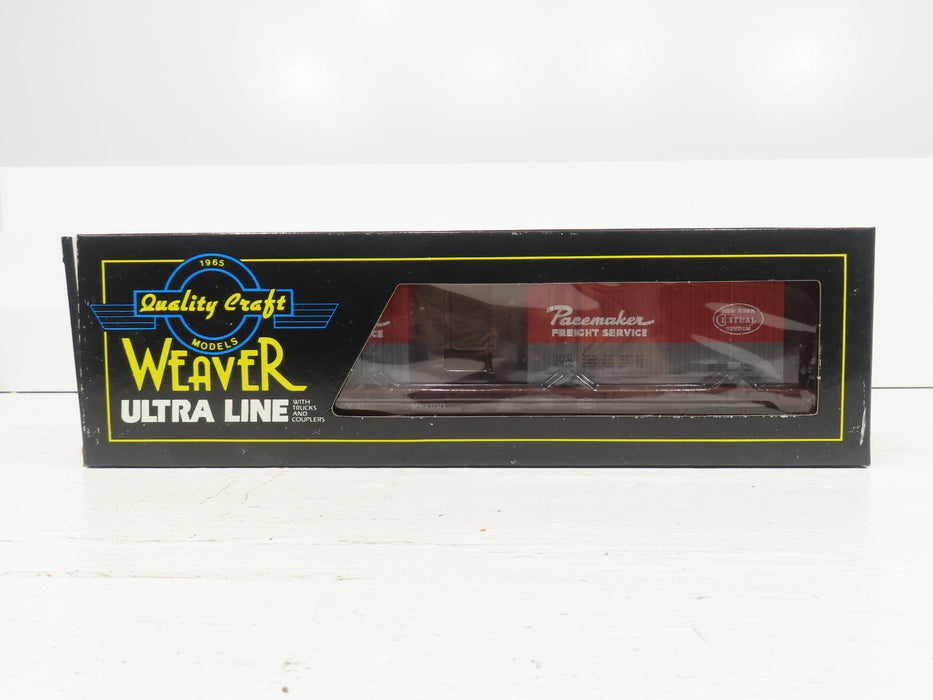 1965
Quality Craft
MODELS
WEAVER
ULTRA LINE
WITH
TRUCKS
AND
COUPLERS
Pacemaker
FREIGHT SERVICE
NEW YORK
CENTRAL
SYSTEM